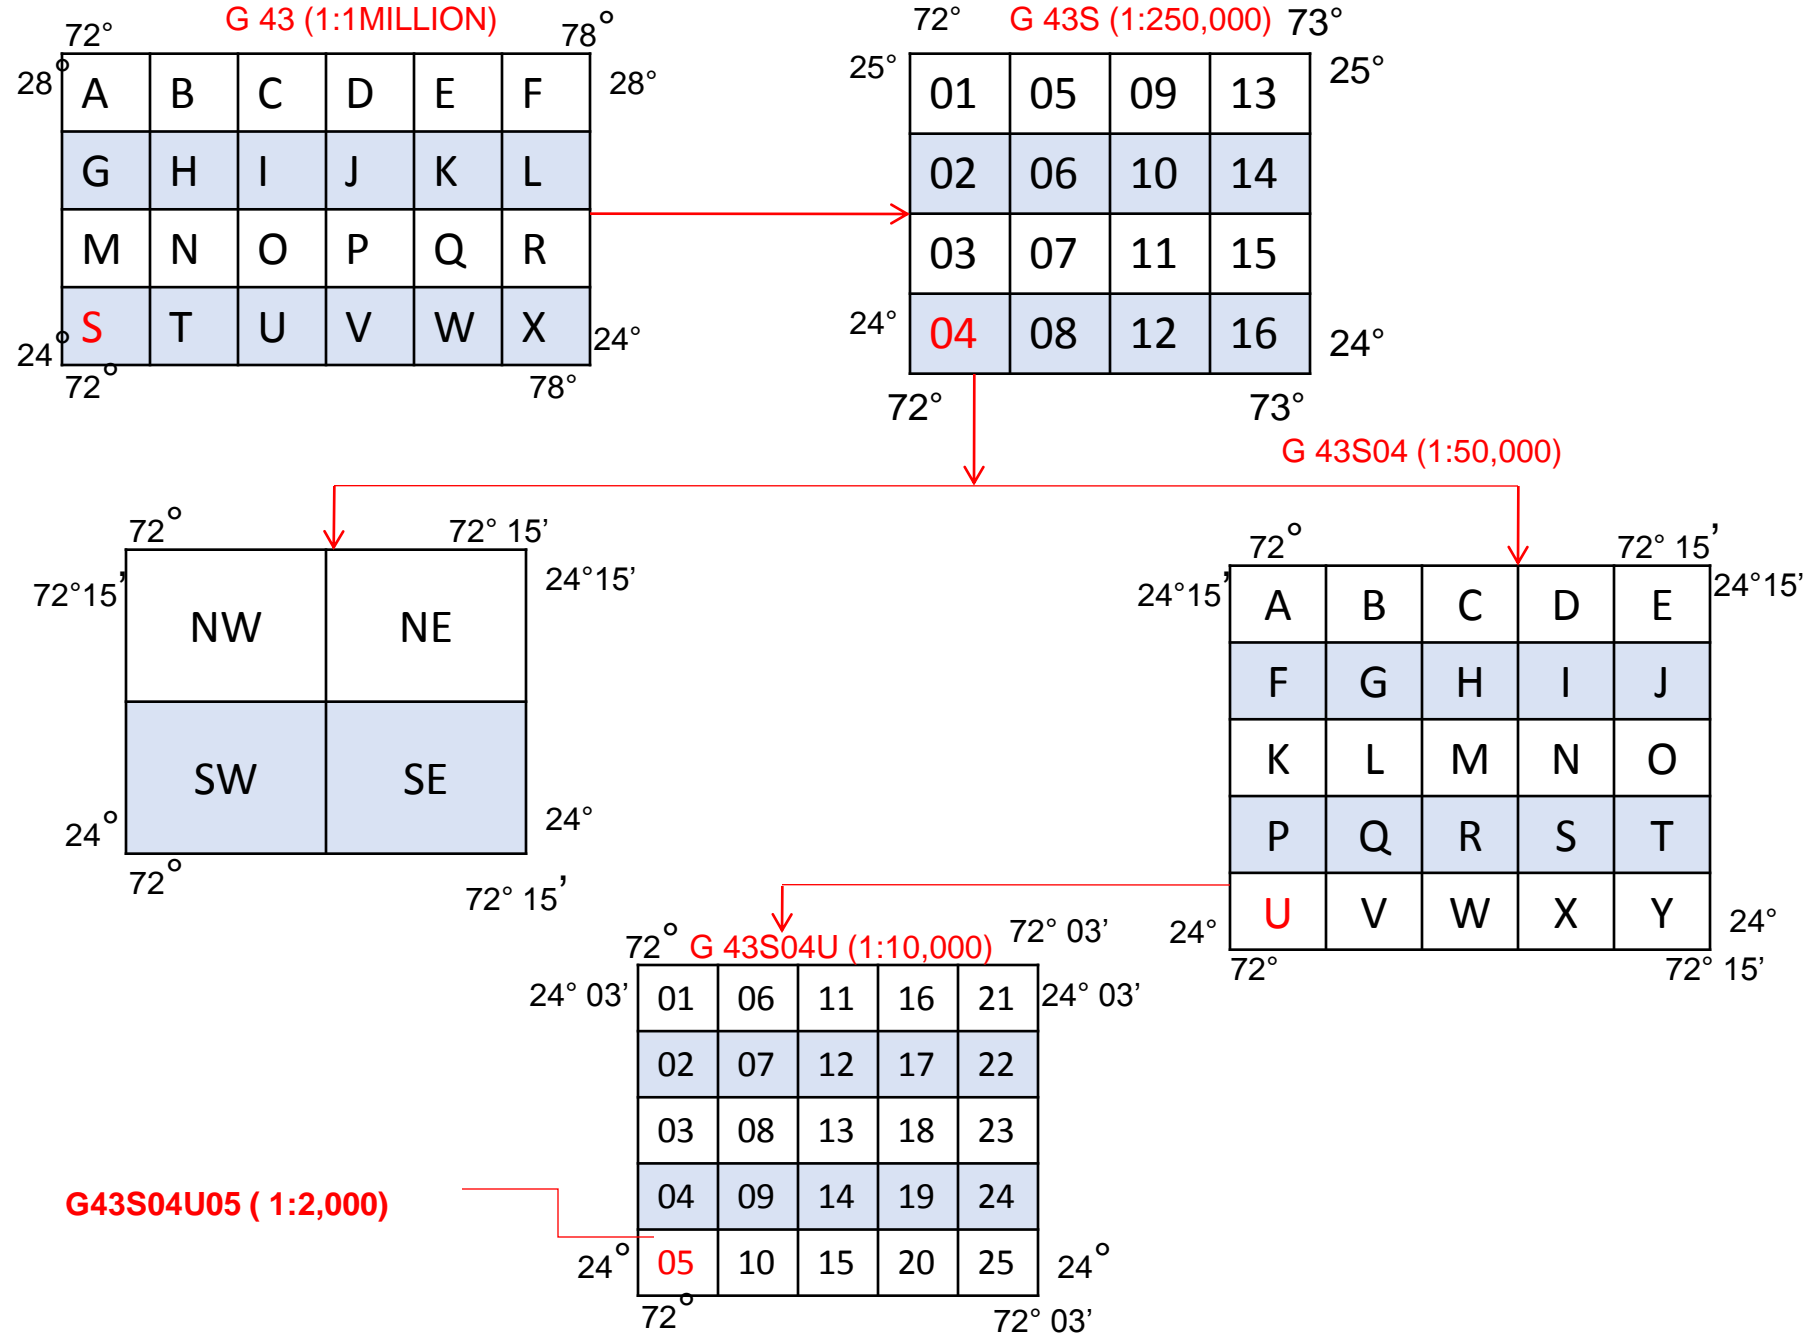 G 43 (1:1MILLION)
72° 78°
28° 28°
A B C D E F
G H I J K L
M N O P Q R
S T U V W X
24° 24°
72° 78°
72° G 43S (1:250,000) 73°
25° 25°
01 05 09 13
02 06 10 14
03 07 11 15
24° 04 08 12 16 24°
72° 73°
G 43S04 (1:50,000)
72° 72° 15’
72°15’ 24°15’
NW NE
SW SE
24° 24°
72° 72° 15’
72° 72° 15’
24°15’ 24°15’
A B C D E
F G H I J
K L M N O
P Q R S T
U V W X Y
24° 24°
72° 72° 15’
72° G 43S04U (1:10,000) 72° 03’
24° 03’ 24° 03’
01 06 11 16 21
02 07 12 17 22
03 08 13 18 23
04 09 14 19 24
05 10 15 20 25
24° 24°
72° 72° 03’
G43S04U05 ( 1:2,000)